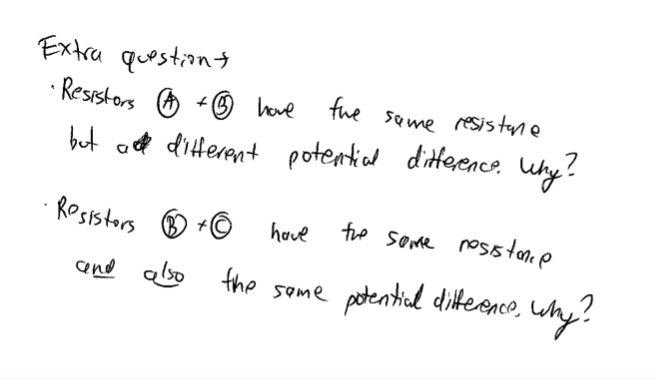 Extra questions
· Resistors Ⓐ + Ⓑ have the same resistance
but a different potential difference. Why?
· Resistors Ⓑ + Ⓒ have the same resistance
and also the same potential difference, why?